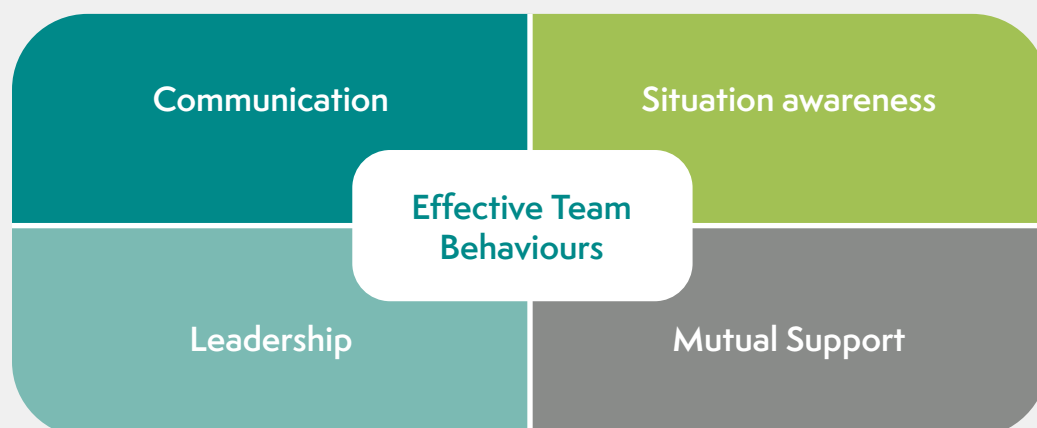 Communication
Situation awareness
Effective Team
Behaviours
Leadership
Mutual Support